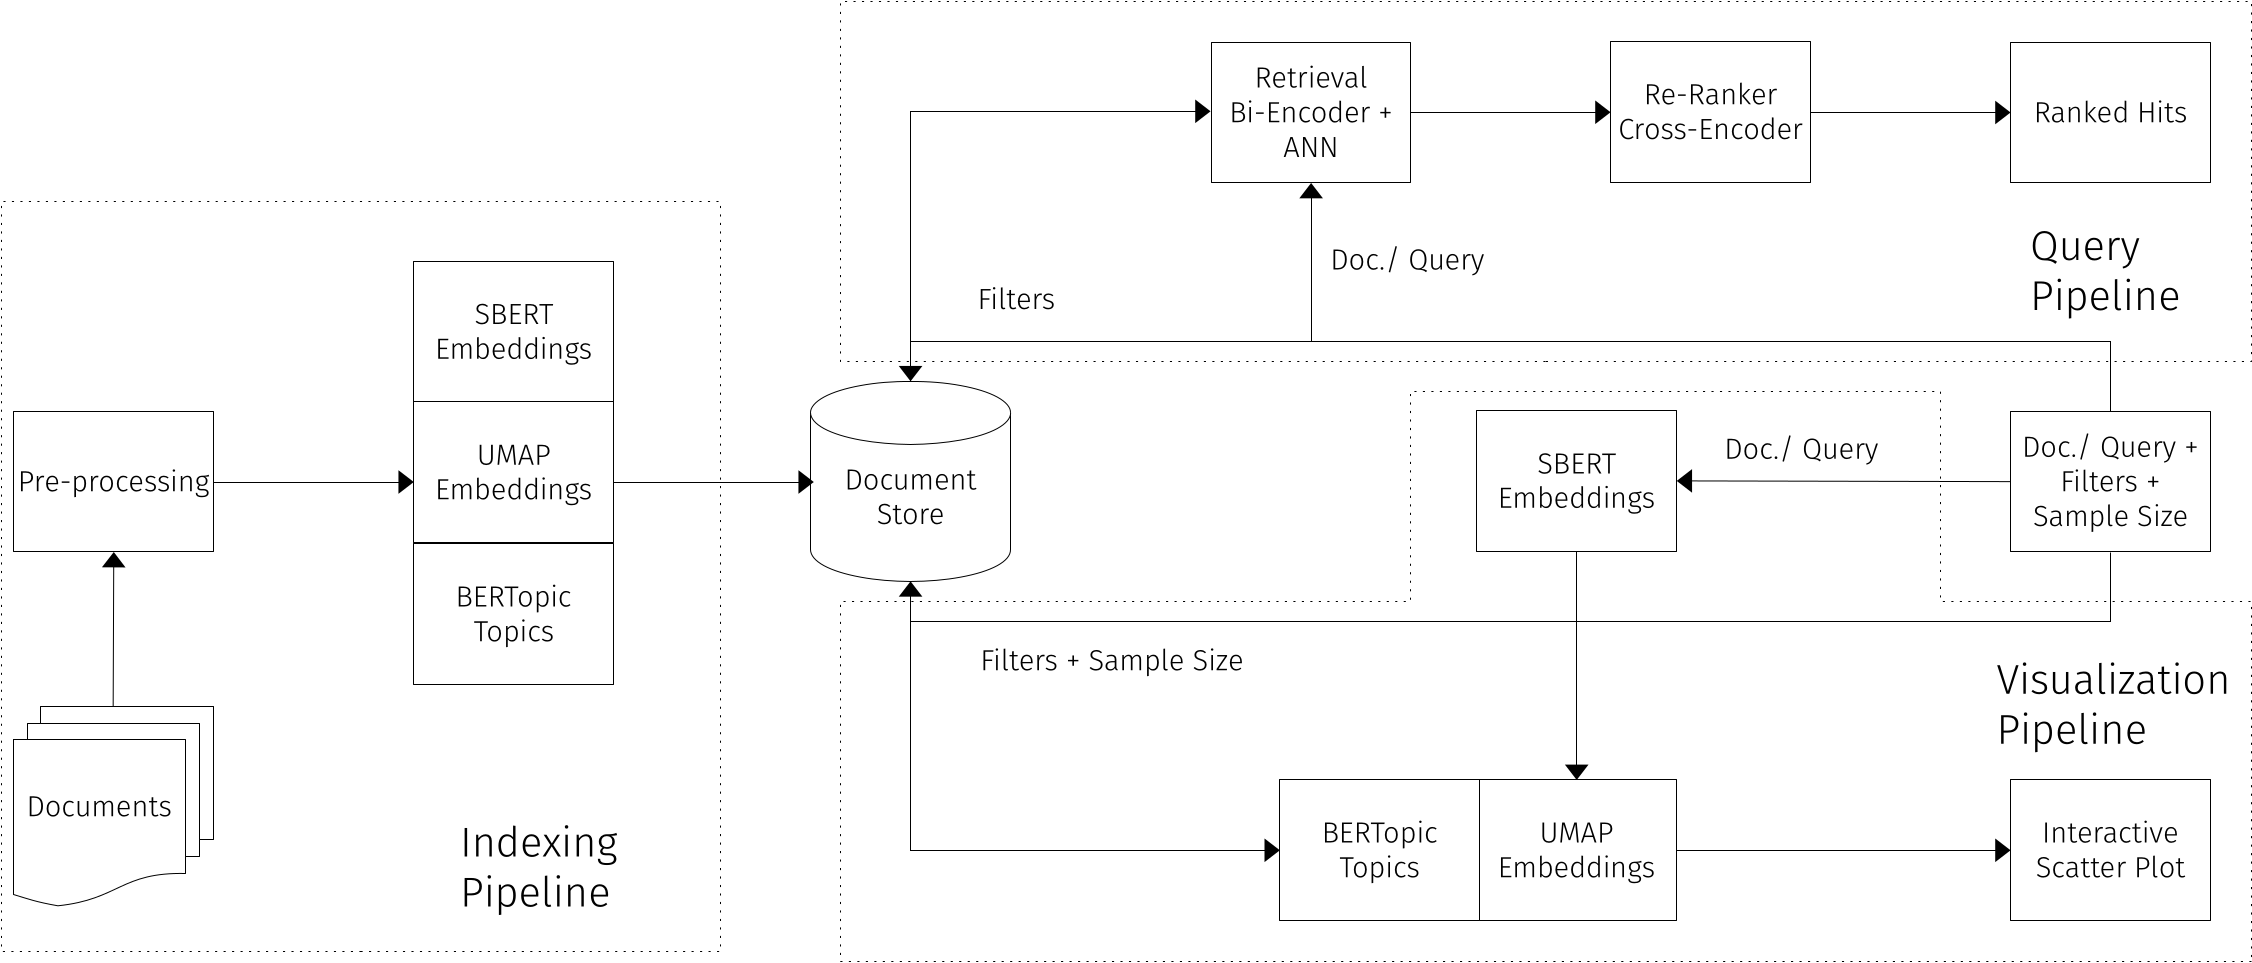 Retrieval
Bi-Encoder +
ANN
Re-Ranker
Cross-Encoder
Ranked Hits
Doc./ Query
Filters
Query
Pipeline
SBERT
Embeddings
UMAP
Embeddings
BERTopic
Topics
Pre-processing
Documents
Indexing
Pipeline
Document
Store
SBERT
Embeddings
Doc./ Query
Doc./ Query +
Filters +
Sample Size
Filters + Sample Size
Visualization
Pipeline
BERTopic
Topics
UMAP
Embeddings
Interactive
Scatter Plot